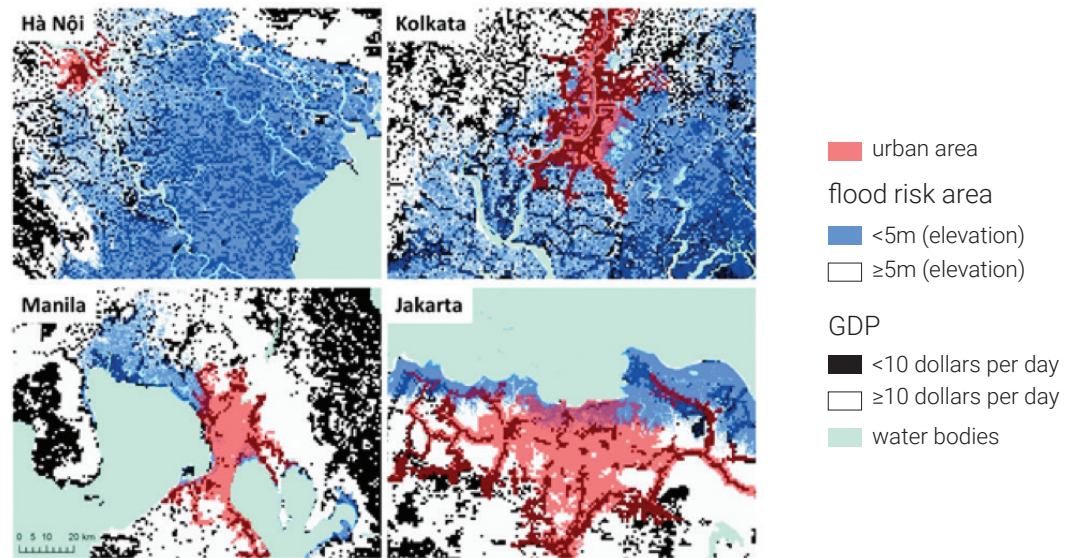 Hà Nội
Kolkata
Manila
Jakarta
0 5 10 20 km
urban area
flood risk area
<5m (elevation)
≥5m (elevation)
GDP
<10 dollars per day
≥10 dollars per day
water bodies